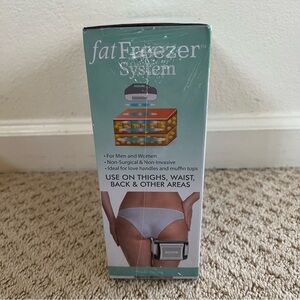 fatFreezer™
System
• For Men and Women
• Non-Surgical & Non-Invasive
• Ideal for love handles and muffin tops
USE ON THIGHS, WAIST,
BACK & OTHER AREAS